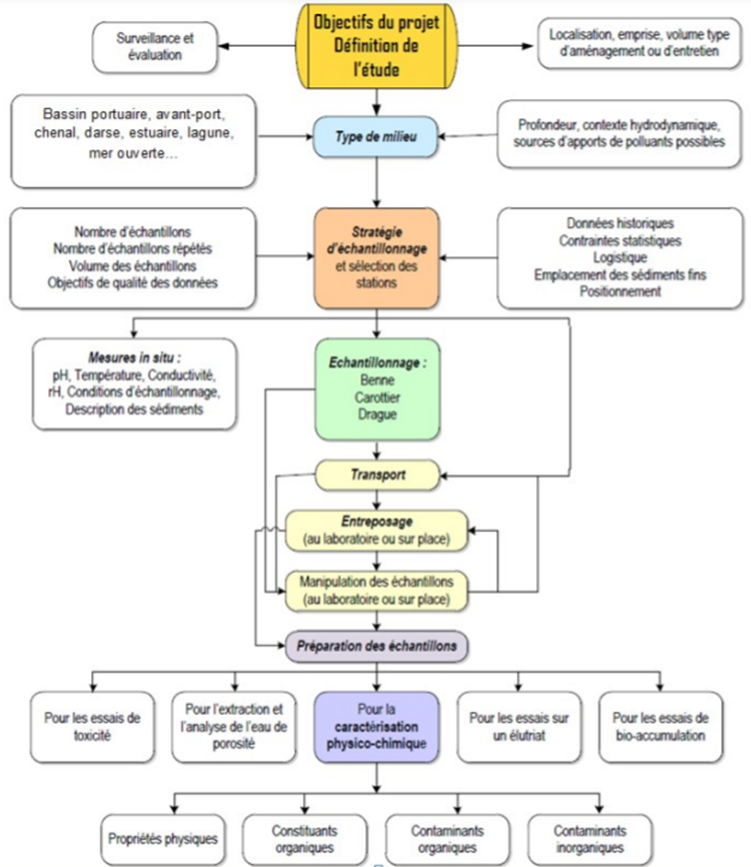 Objectifs du projet
Définition de
l'étude
Surveillance et
évaluation
Localisation, emprise, volume type
d'aménagement ou d'entretien
Bassin portuaire, avant-port,
chenal, darse, estuaire, lagune,
mer ouverte...
Type de milieu
Profondeur, contexte hydrodynamique,
sources d'apports de polluants possibles
Nombre d'échantillons
Nombre d'échantillons répétés
Volume des échantillons
Objectifs de qualité des données
Stratégie
d'échantillonnage
et sélection des
stations
Données historiques
Contraintes statistiques
Logistique
Emplacement des sédiments fins
Positionnement
Mesures in situ :
pH, Température, Conductivité,
rH, Conditions d'échantillonnage,
Description des sédiments
Echantillonnage :
Benne
Carottier
Drague
Transport
Entreposage
(au laboratoire ou sur place)
Manipulation des échantillons
(au laboratoire ou sur place)
Préparation des échantillons
Pour les essais de
toxicité
Pour l'extraction et
l'analyse de l'eau de
porosité
Pour la
caractérisation
physico-chimique
Pour les essais sur
un élutriat
Pour les essais de
bio-accumulation
Propriétés physiques
Constituants
organiques
Contaminants
organiques
Contaminants
inorganiques